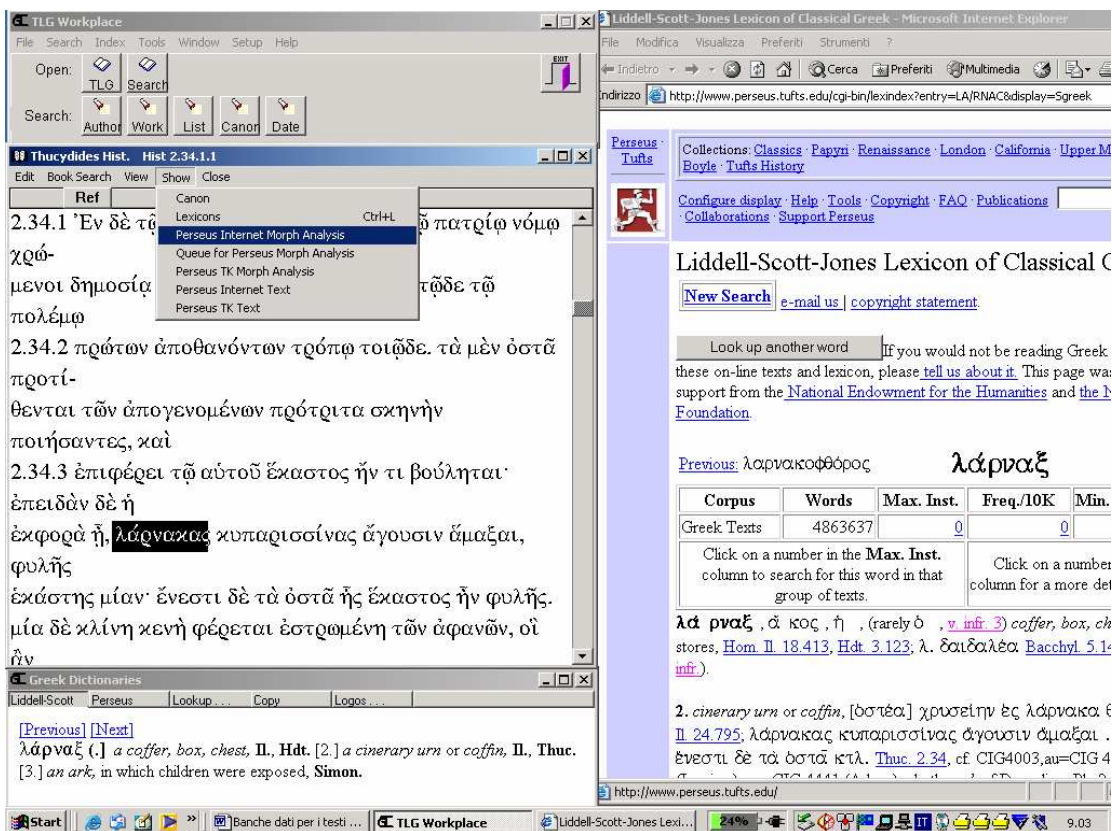 TLG Workplace
File Search Index Tools Window Setup Help
Open:
TLG Search
EXIT
Search:
Author Work List Canon Date
Thucydides Hist. Hist 2.34.1.1
Edit Book Search View Show Close
Ref
Canon
Lexicons Ctrl+L
Perseus Internet Morph Analysis
Queue for Perseus Morph Analysis
Perseus TK Morph Analysis
Perseus Internet Text
Perseus TK Text
2.34.1 Ἐν δὲ τῷ πατρίῳ νόμῳ
χρώ-
μενοι δημοσίᾳ τῷδε τῷ
πολέμῳ
2.34.2 πρώτων ἀποθανόντων τρόπῳ τοιῷδε. τὰ μὲν ὀστᾶ
προτί-
θενται τῶν ἀπογενομένων πρότριτα σκηνὴν
ποιήσαντες, καὶ
2.34.3 ἐπιφέρει τῷ αὑτοῦ ἕκαστος ἤν τι βούληται·
ἐπειδὰν δὲ ἡ
ἐκφορὰ ᾖ, λάρνακας κυπαρισσίνας ἄγουσιν ἅμαξαι,
φυλῆς
ἑκάστης μίαν· ἔνεστι δὲ τὰ ὀστᾶ ἧς ἕκαστος ἦν φυλῆς.
μία δὲ κλίνη κενὴ φέρεται ἐστρωμένη τῶν ἀφανῶν, οἳ
ἂν
Greek Dictionaries
Liddell-Scott Perseus Lookup . . . Copy Logos . . .
[Previous] [Next]
λάρναξ (.] a coffer, box, chest, Il., Hdt. [2.] a cinerary urn or coffin, Il., Thuc.
[3.] an ark, in which children were exposed, Simon.
Liddell-Scott-Jones Lexicon of Classical Greek - Microsoft Internet Explorer
File Modifica Visualizza Preferiti Strumenti ?
Indietro Cerca Preferiti Multimedia
ndirizzo http://www.perseus.tufts.edu/cgi-bin/lexindex?entry=LA/RNAC&display=Sgreek
Perseus ·
Tufts
Collections: Classics · Papyri · Renaissance · London · California · Upper M
Boyle · Tufts History
Configure display · Help · Tools · Copyright · FAQ · Publications
· Collaborations · Support Perseus
Liddell-Scott-Jones Lexicon of Classical G
New Search e-mail us | copyright statement.
Look up another word If you would not be reading Greek
these on-line texts and lexicon, please tell us about it. This page was
support from the National Endowment for the Humanities and the N
Foundation.
Previous: λαρνακοφθόρος λάρναξ
Corpus Words Max. Inst. Freq./10K Min.
Greek Texts 4863637 0 0
Click on a number in the Max. Inst.
column to search for this word in that
group of texts.
Click on a number
column for a more det
λά ρναξ , ά κος , ἡ , (rarely ὁ , v. infr. 3) coffer, box, che
stores, Hom. Il. 18.413, Hdt. 3.123; λ. δαιδαλέα Bacchyl. 5.14
infr.).
2. cinerary urn or coffin, [ὀστέα] χρυσείην ἐς λάρνακα θ
Il. 24.795; λάρνακας κυπαρισσίνας ἄγουσιν ἅμαξαι .
ἔνεστι δὲ τὰ ὀστᾶ κτλ. Thuc. 2.34, cf. CIG4003,au=CIG 4
http://www.perseus.tufts.edu/
Start Banche dati per i testi ... TLG Workplace Liddell-Scott-Jones Lexi... 24% 9.03